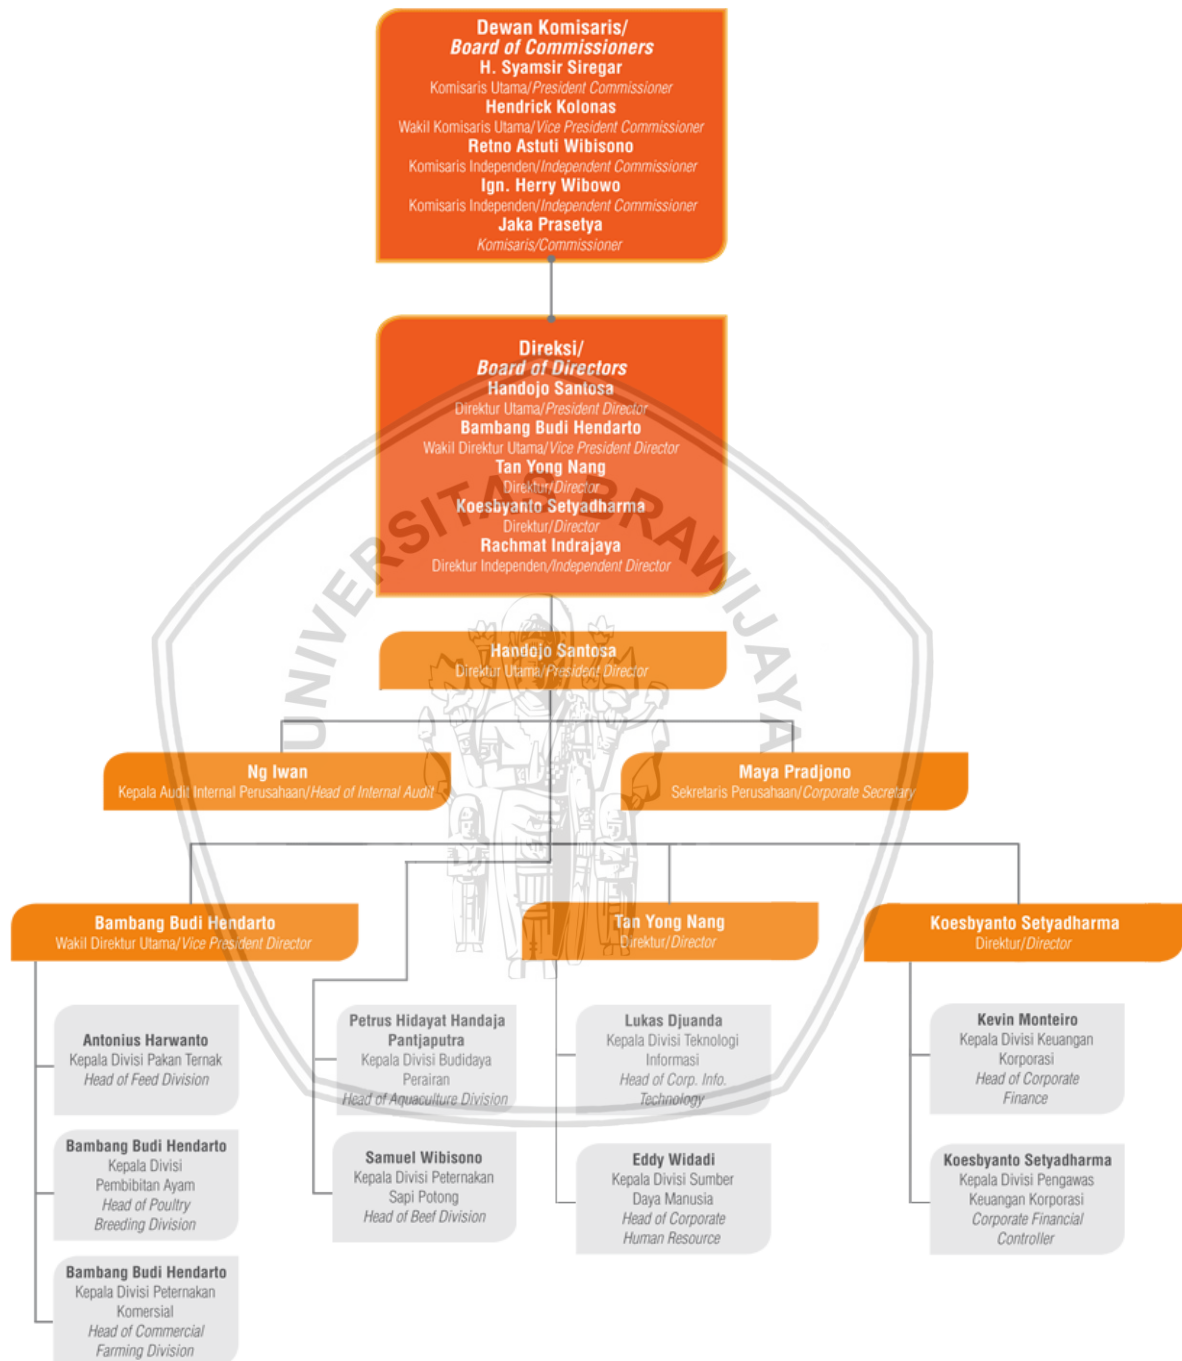 Dewan Komisaris/
Board of Commissioners
H. Syamsir Siregar
Komisaris Utama/President Commissioner
Hendrick Kolonas
Wakil Komisaris Utama/Vice President Commissioner
Retno Astuti Wibisono
Komisaris Independen/Independent Commissioner
Ign. Herry Wibowo
Komisaris Independen/Independent Commissioner
Jaka Prasetya
Komisaris/Commissioner
Direksi/
Board of Directors
Handojo Santosa
Direktur Utama/President Director
Bambang Budi Hendarto
Wakil Direktur Utama/Vice President Director
Tan Yong Nang
Direktur/Director
Koesbyanto Setyadharma
Direktur/Director
Rachmat Indrajaya
Direktur Independen/Independent Director
UNIVERSITAS BRAWIJAYA
Handojo Santosa
Direktur Utama/President Director
Ng Iwan
Kepala Audit Internal Perusahaan/Head of Internal Audit
Maya Pradjono
Sekretaris Perusahaan/Corporate Secretary
Bambang Budi Hendarto
Wakil Direktur Utama/Vice President Director
Tan Yong Nang
Direktur/Director
Koesbyanto Setyadharma
Direktur/Director
Antonius Harwanto
Kepala Divisi Pakan Ternak
Head of Feed Division
Bambang Budi Hendarto
Kepala Divisi
Pembibitan Ayam
Head of Poultry
Breeding Division
Bambang Budi Hendarto
Kepala Divisi Peternakan
Komersial
Head of Commercial
Farming Division
Petrus Hidayat Handaja
Pantjaputra
Kepala Divisi Budidaya
Perairan
Head of Aquaculture Division
Samuel Wibisono
Kepala Divisi Peternakan
Sapi Potong
Head of Beef Division
Lukas Djuanda
Kepala Divisi Teknologi
Informasi
Head of Corp. Info.
Technology
Eddy Widadi
Kepala Divisi Sumber
Daya Manusia
Head of Corporate
Human Resource
Kevin Monteiro
Kepala Divisi Keuangan
Korporasi
Head of Corporate
Finance
Koesbyanto Setyadharma
Kepala Divisi Pengawas
Keuangan Korporasi
Corporate Financial
Controller